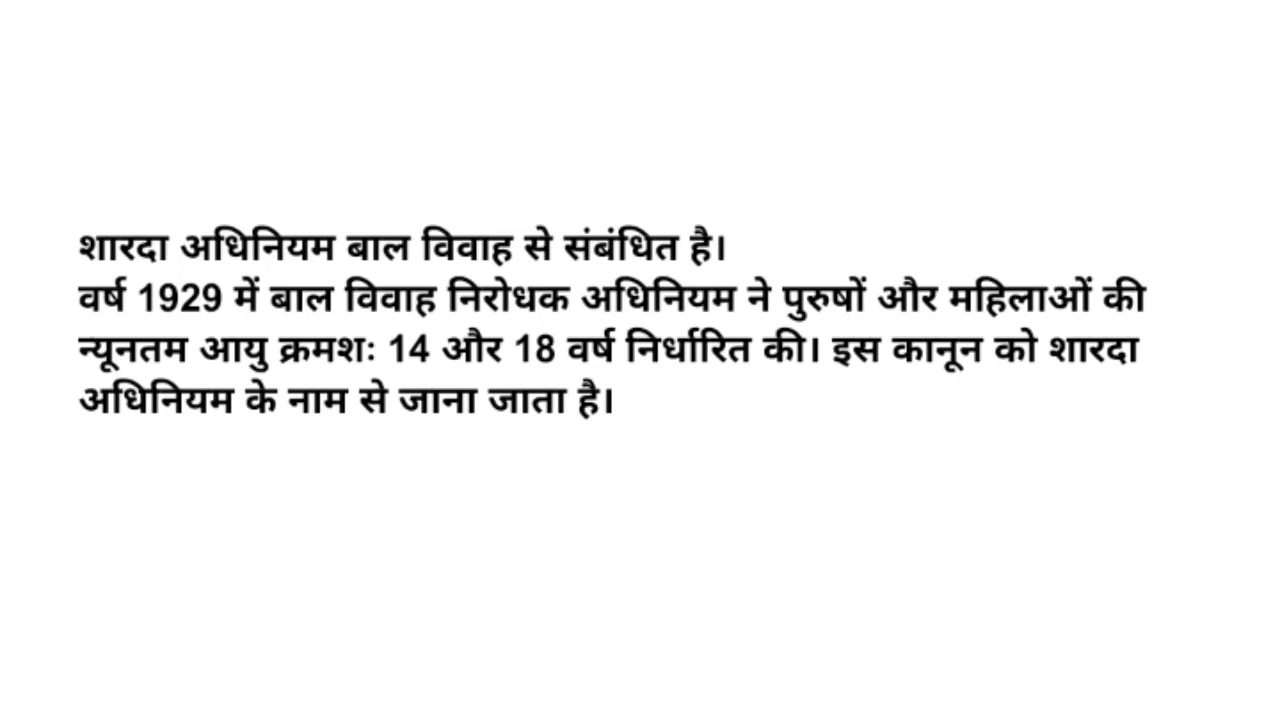 शारदा अधिनियम बाल विवाह से संबंधित है।
वर्ष 1929 में बाल विवाह निरोधक अधिनियम ने पुरुषों और महिलाओं की
न्यूनतम आयु क्रमशः 14 और 18 वर्ष निर्धारित की। इस कानून को शारदा
अधिनियम के नाम से जाना जाता है।